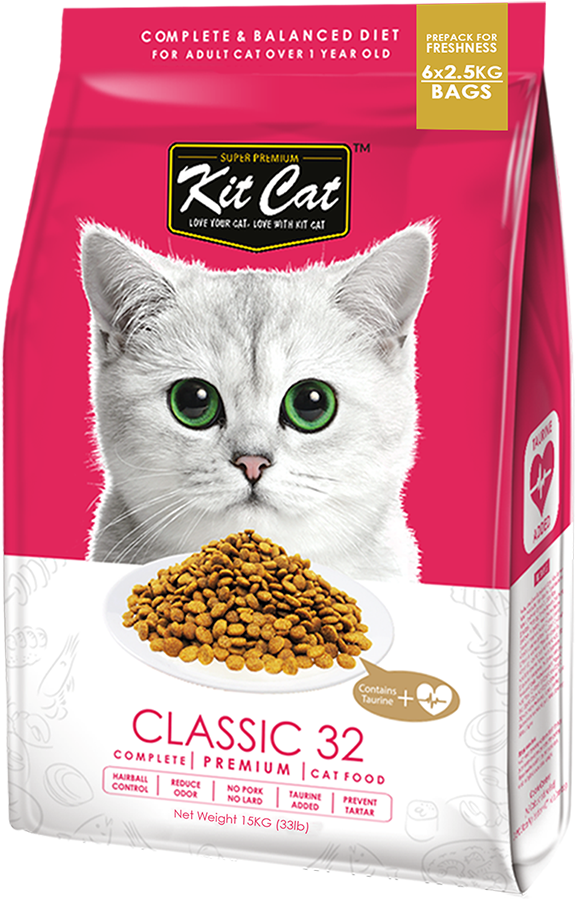 COMPLETE & BALANCED DIET
FOR ADULT CAT OVER 1 YEAR OLD
PREPACK FOR
FRESHNESS
6x2.5KG
BAGS
SUPER PREMIUM
Kit Cat
TM
LOVE YOUR CAT, LOVE WITH KIT CAT
TAURINE
ADDED
Contains
Taurine +
CLASSIC 32
COMPLETE | PREMIUM | CAT FOOD
HAIRBALL CONTROL
REDUCE ODOR
NO PORK NO LARD
TAURINE ADDED
PREVENT TARTAR
Net Weight 15KG (33lb)